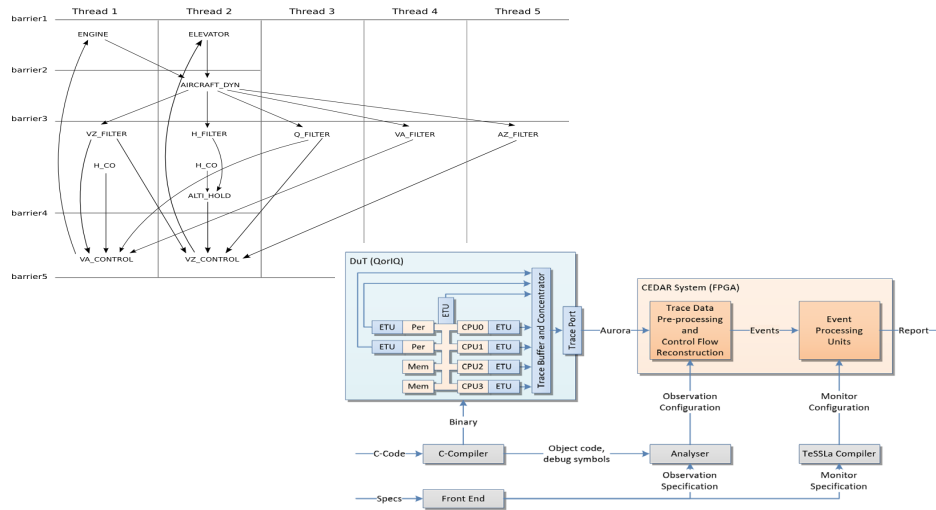 Thread 1
Thread 2
Thread 3
Thread 4
Thread 5
barrier1
ENGINE
ELEVATOR
barrier2
AIRCRAFT_DYN
barrier3
VZ_FILTER
H_FILTER
Q_FILTER
VA_FILTER
AZ_FILTER
H_CO
H_CO
ALTI_HOLD
barrier4
VA_CONTROL
VZ_CONTROL
barrier5
DuT (QorIQ)
ETU
ETU
Per
CPU0
ETU
ETU
Per
CPU1
ETU
Mem
CPU2
ETU
Mem
CPU3
ETU
Trace Buffer and Concentrator
Trace Port
Aurora
CEDAR System (FPGA)
Trace Data
Pre-processing
and
Control Flow
Reconstruction
Events
Event
Processing
Units
Report
Binary
Observation
Configuration
Monitor
Configuration
C-Code
C-Compiler
Object code,
debug symbols
Analyser
TeSSLa Compiler
Observation
Specification
Monitor
Specification
Specs
Front End